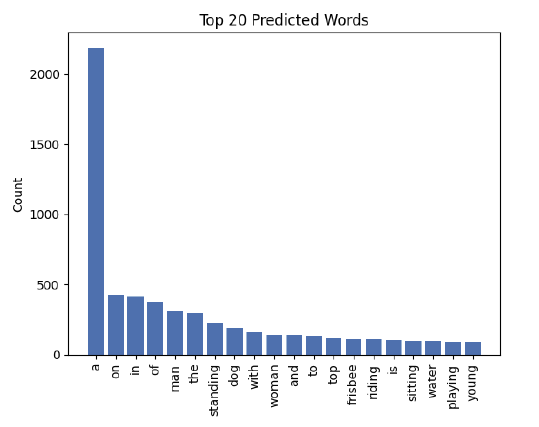 Top 20 Predicted Words
2000
1500
1000
500
0
Count
a
on
in
of
man
the
standing
dog
with
woman
and
to
top
frisbee
riding
is
sitting
water
playing
young